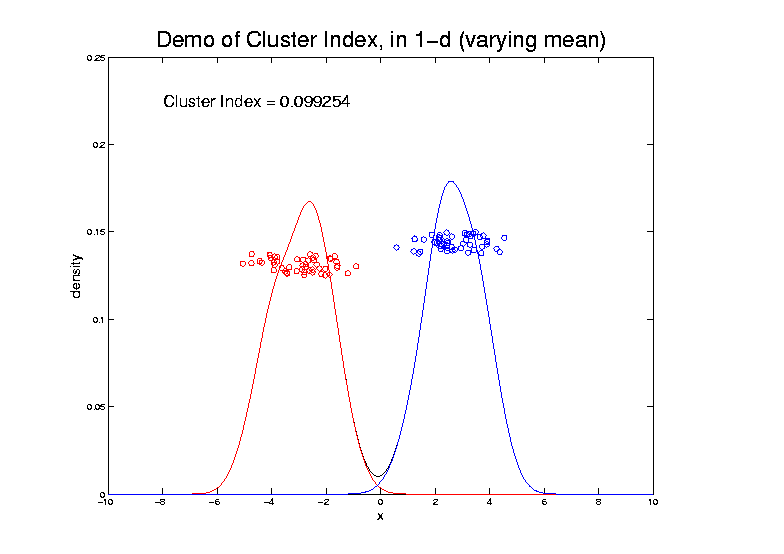 Demo of Cluster Index, in 1-d (varying mean)
0.25
Cluster Index = 0.099254
0.2
0.15
density
0.1
0.05
0
-10 -8 -6 -4 -2 0 2 4 6 8 10
x